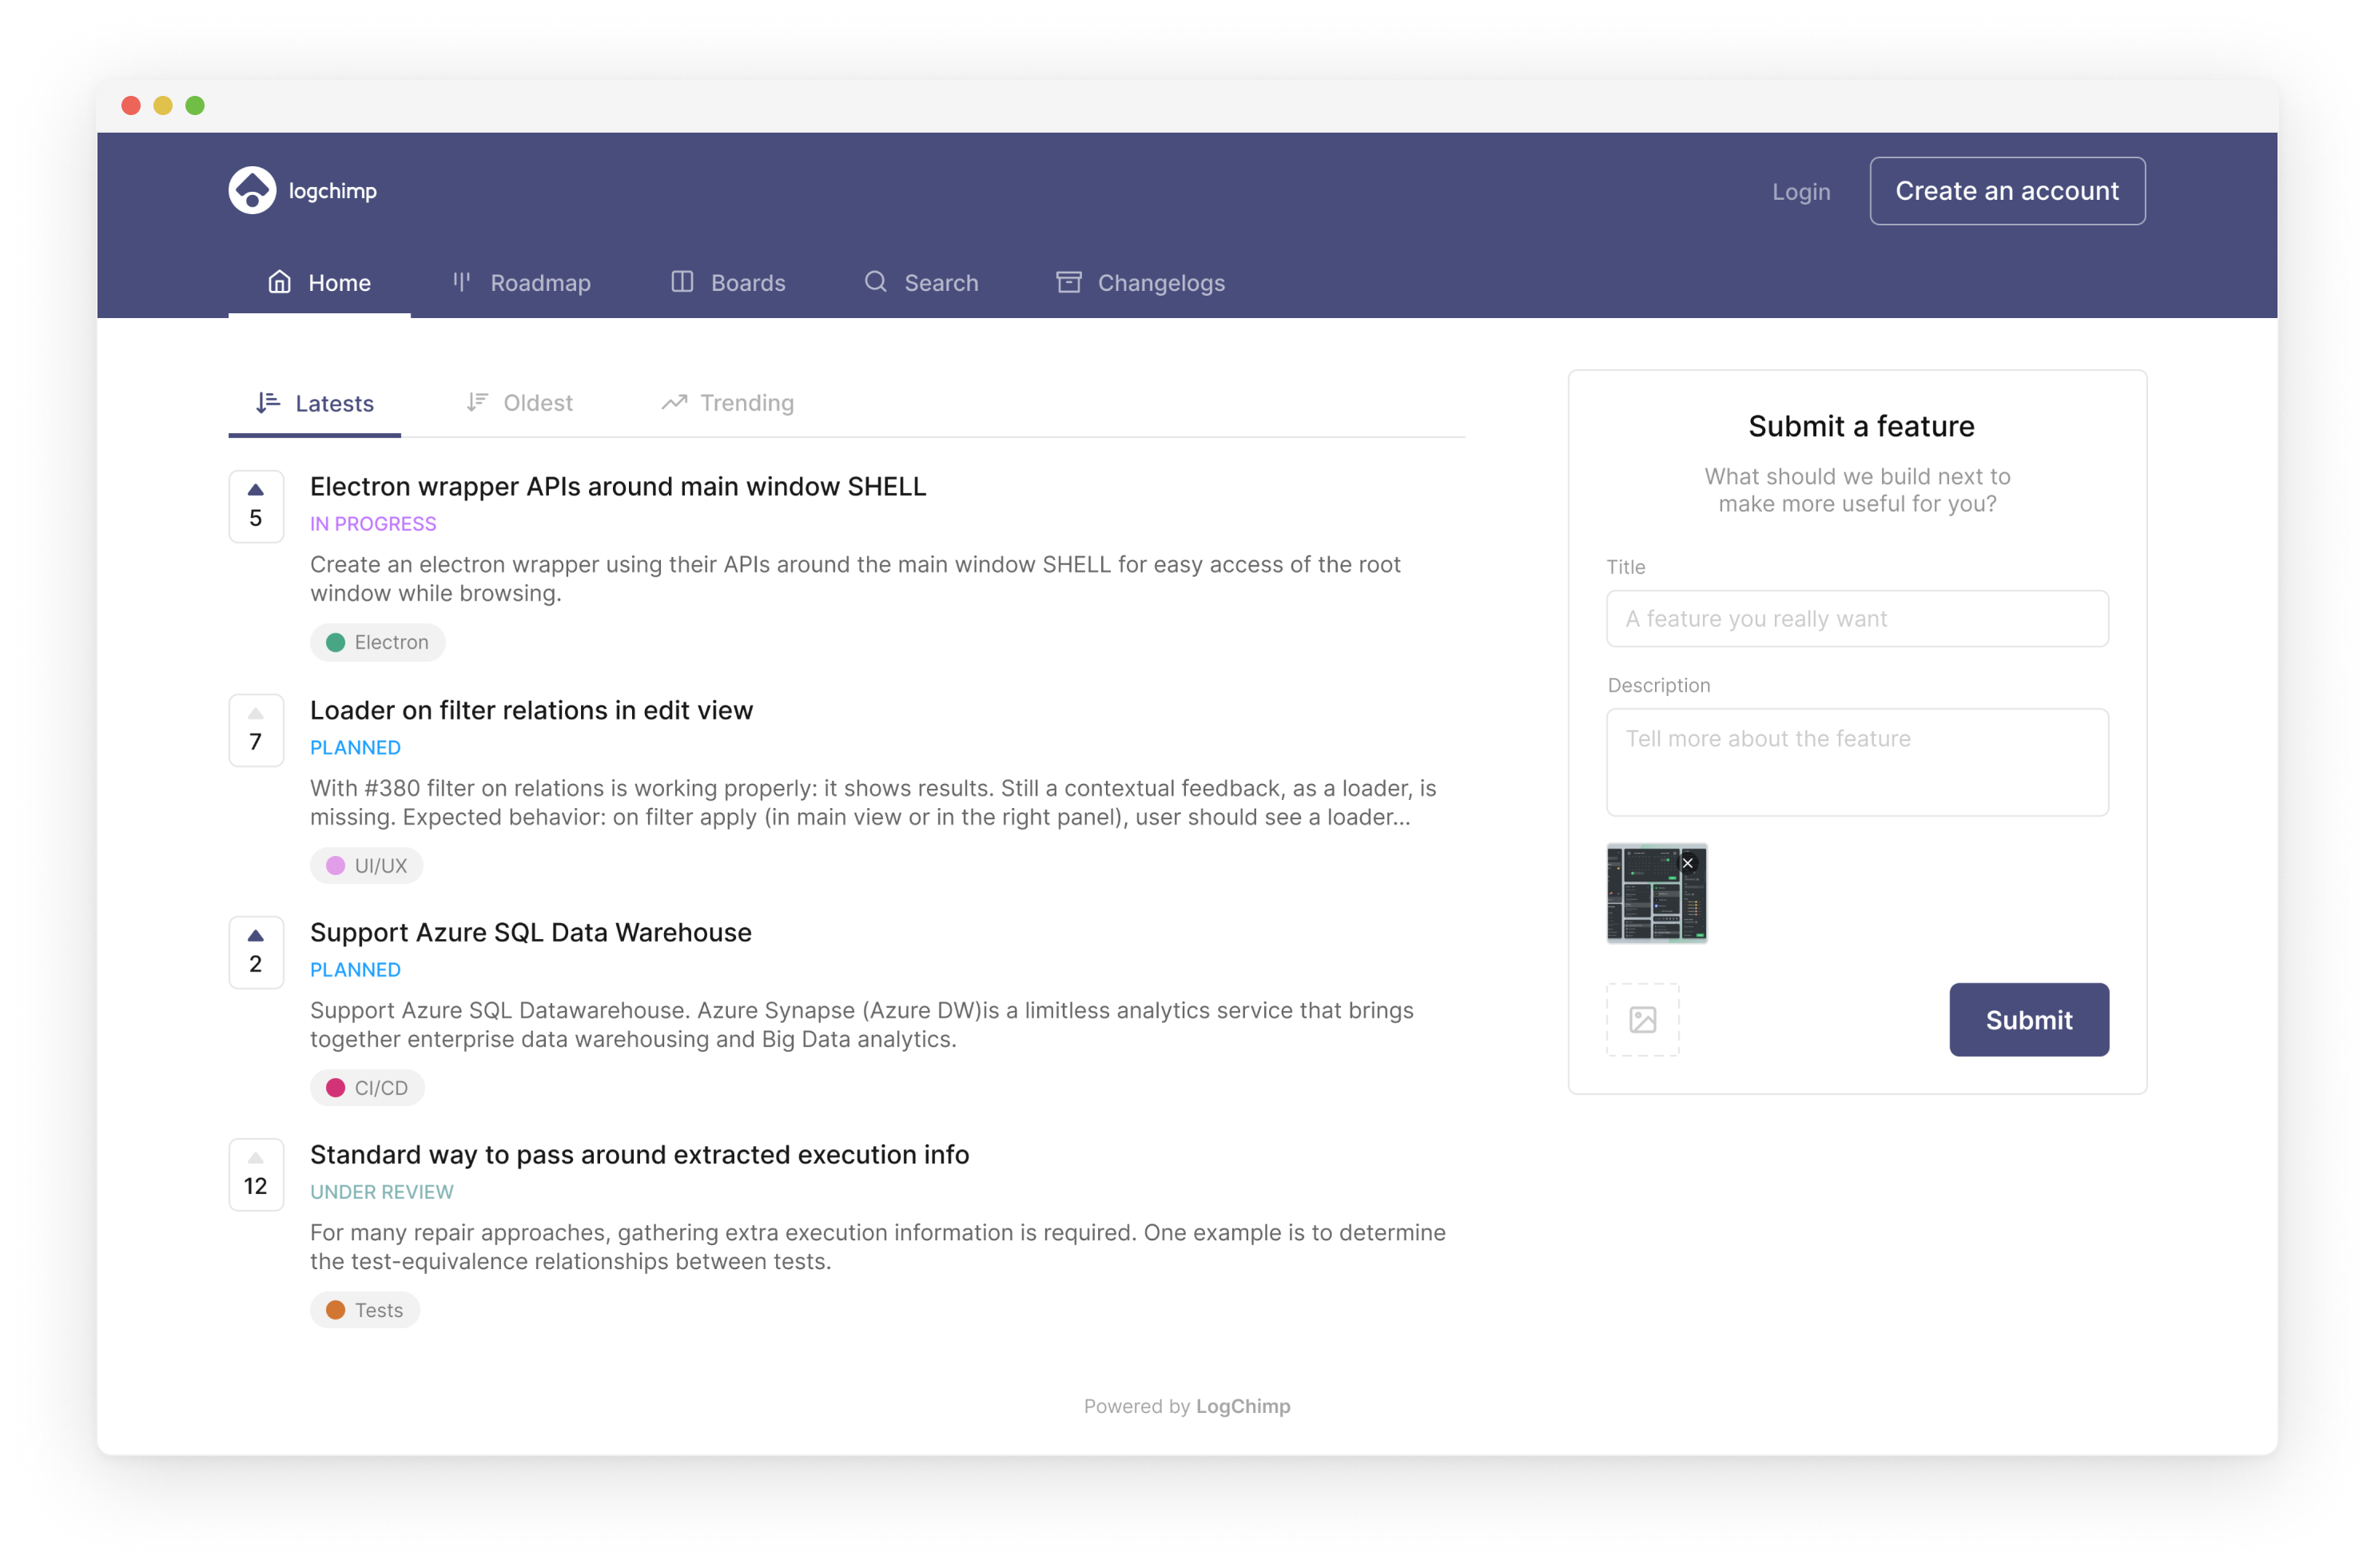 logchimp
Login
Create an account
Home
Roadmap
Boards
Search
Changelogs
Latests
Oldest
Trending
5
Electron wrapper APIs around main window SHELL
IN PROGRESS
Create an electron wrapper using their APIs around the main window SHELL for easy access of the root
window while browsing.
Electron
7
Loader on filter relations in edit view
PLANNED
With #380 filter on relations is working properly: it shows results. Still a contextual feedback, as a loader, is
missing. Expected behavior: on filter apply (in main view or in the right panel), user should see a loader...
UI/UX
2
Support Azure SQL Data Warehouse
PLANNED
Support Azure SQL Datawarehouse. Azure Synapse (Azure DW)is a limitless analytics service that brings
together enterprise data warehousing and Big Data analytics.
CI/CD
12
Standard way to pass around extracted execution info
UNDER REVIEW
For many repair approaches, gathering extra execution information is required. One example is to determine
the test-equivalence relationships between tests.
Tests
Submit a feature
What should we build next to
make more useful for you?
Title
A feature you really want
Description
Tell more about the feature
Submit
Powered by LogChimp